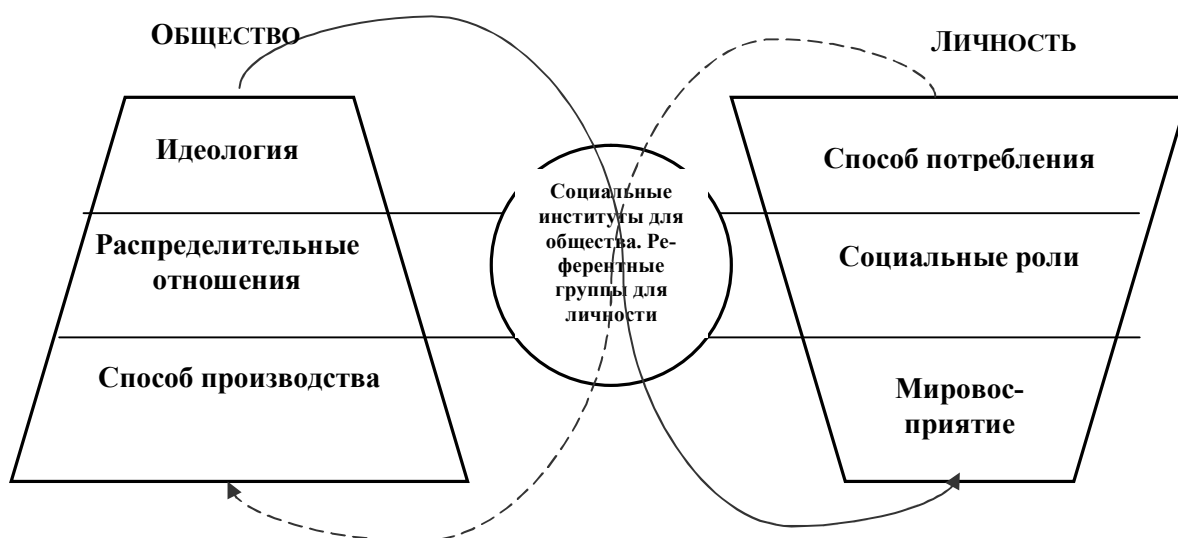 ОБЩЕСТВО
ЛИЧНОСТЬ
Идеология
Распределительные
отношения
Способ производства
Социальные
институты для
общества. Ре-
ферентные
группы для
личности
Способ потребления
Социальные роли
Мировос-
приятие